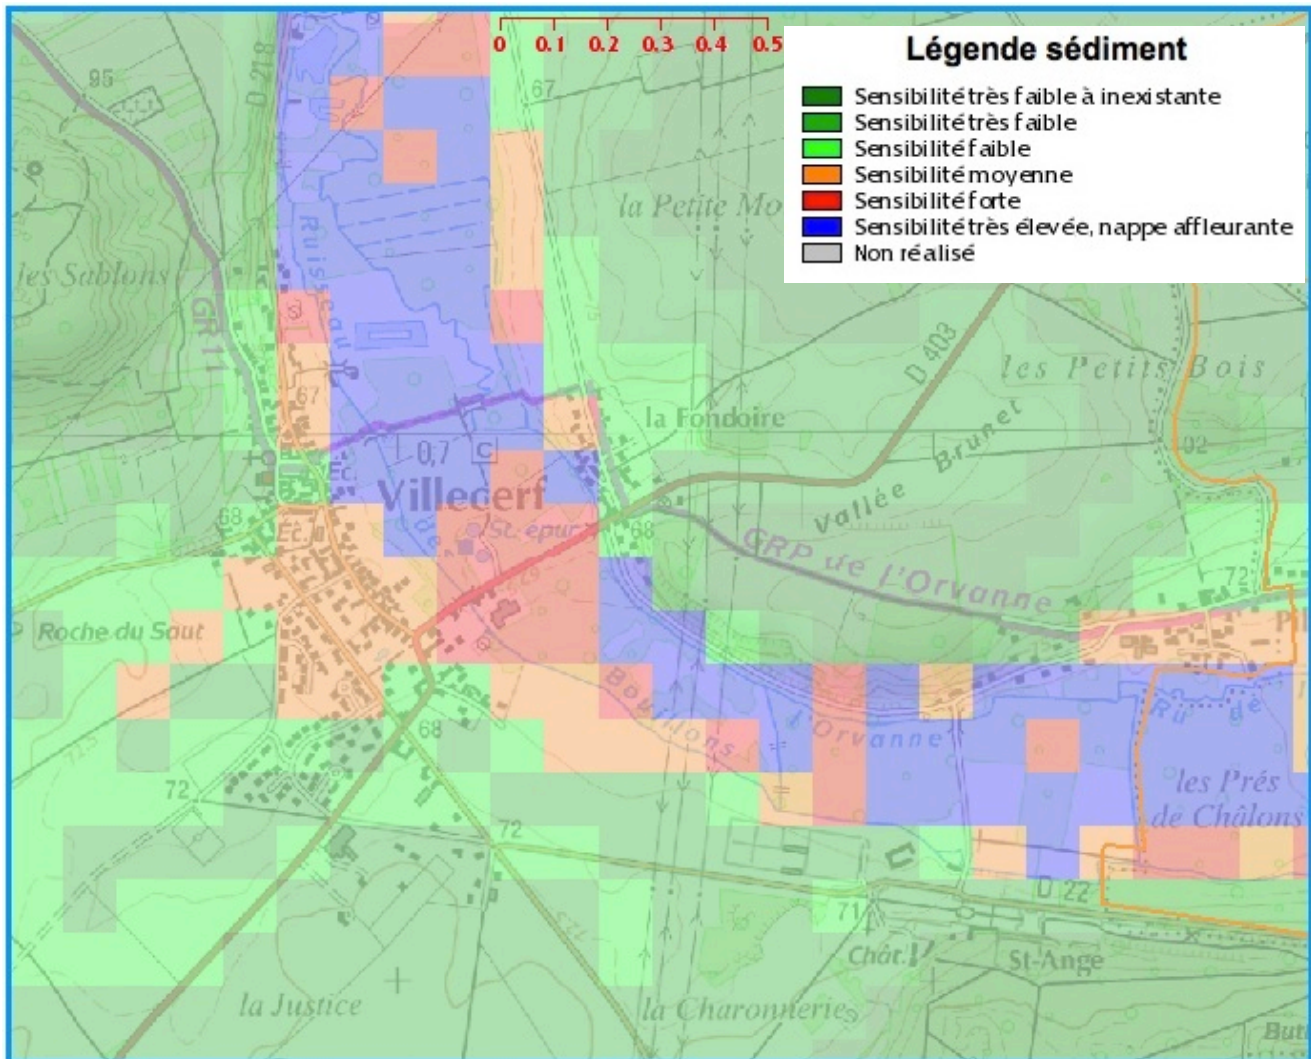 0 0.1 0.2 0.3 0.4 0.5
Légende sédiment
Sensibilité très faible à inexistante
Sensibilité très faible
Sensibilité faible
Sensibilité moyenne
Sensibilité forte
Sensibilité très élevée, nappe affleurante
Non réalisé
95
D 218
67
la Petite Mo
Ruisseau
les Sablons
GR 11
D 403
les Petits Bois
67
la Fondoire
0,7
C
Vallée Brunet
Villecerf
68
St. épur.
68
GRP de l'Orvanne
72
Roche du Saut
Bouillons
l'Orvanne
Ru de
68
72
les Prés
de Châlons
72
D 22
71
Chât.
St-Ange
la Justice
la Charonnerie
But